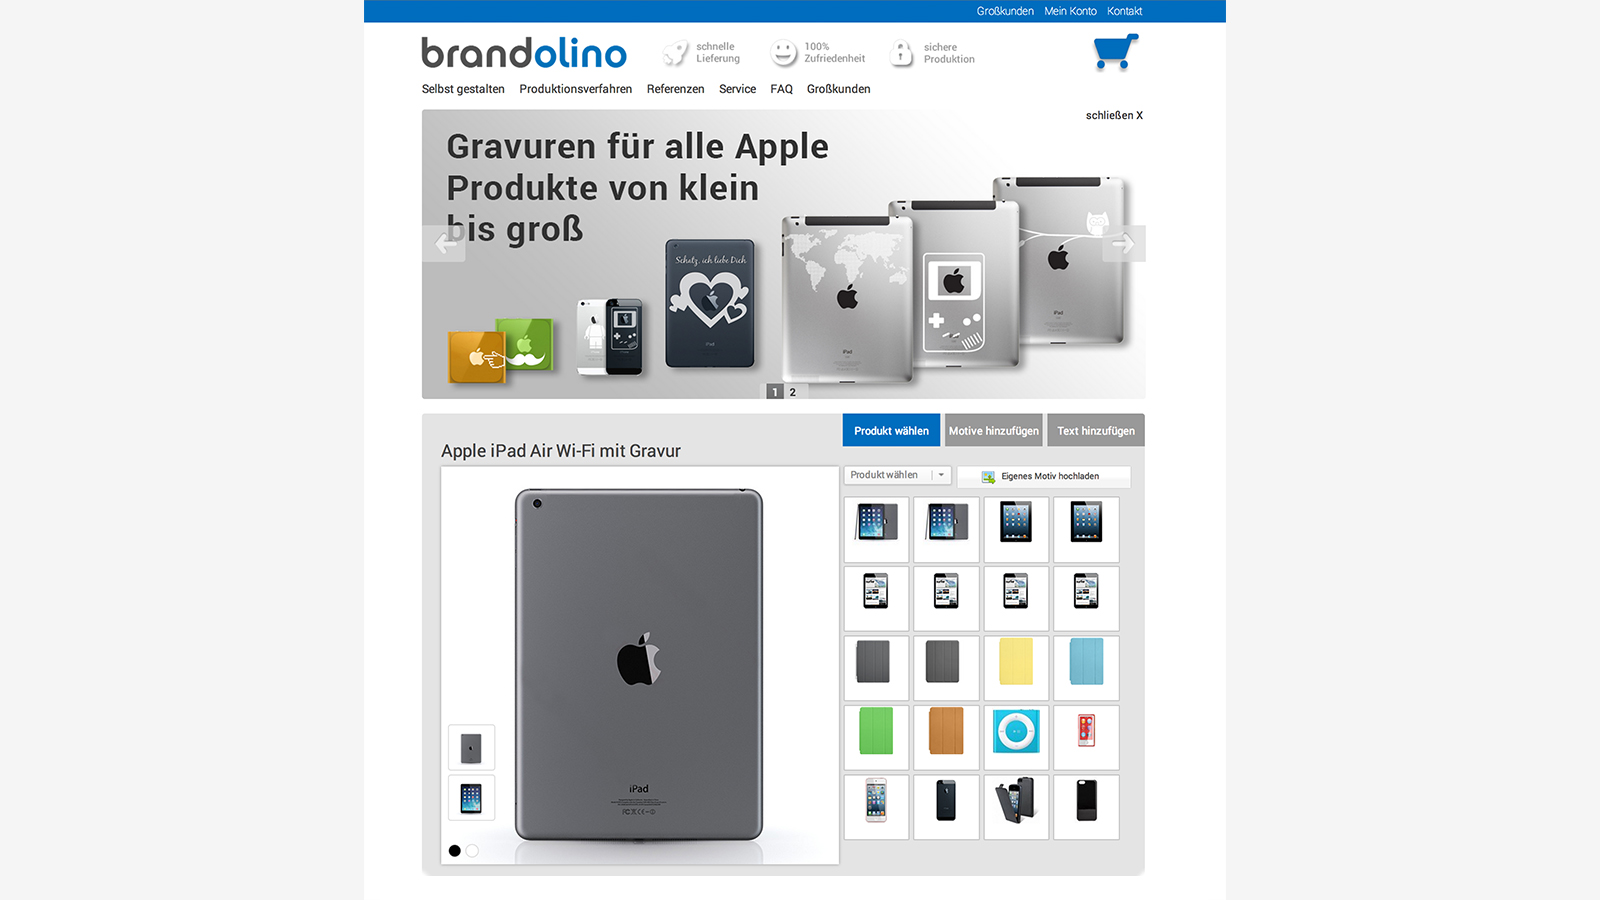 Großkunden Mein Konto Kontakt
brandolino
schnelle
Lieferung
100%
Zufriedenheit
sichere
Produktion
Selbst gestalten Produktionsverfahren Referenzen Service FAQ Großkunden
schließen X
Gravuren für alle Apple
Produkte von klein
bis groß
Schatz, ich liebe Dich
iPad
iPad
1 2
Produkt wählen Motive hinzufügen Text hinzufügen
Apple iPad Air Wi-Fi mit Gravur
Produkt wählen
Eigenes Motiv hochladen
iPad